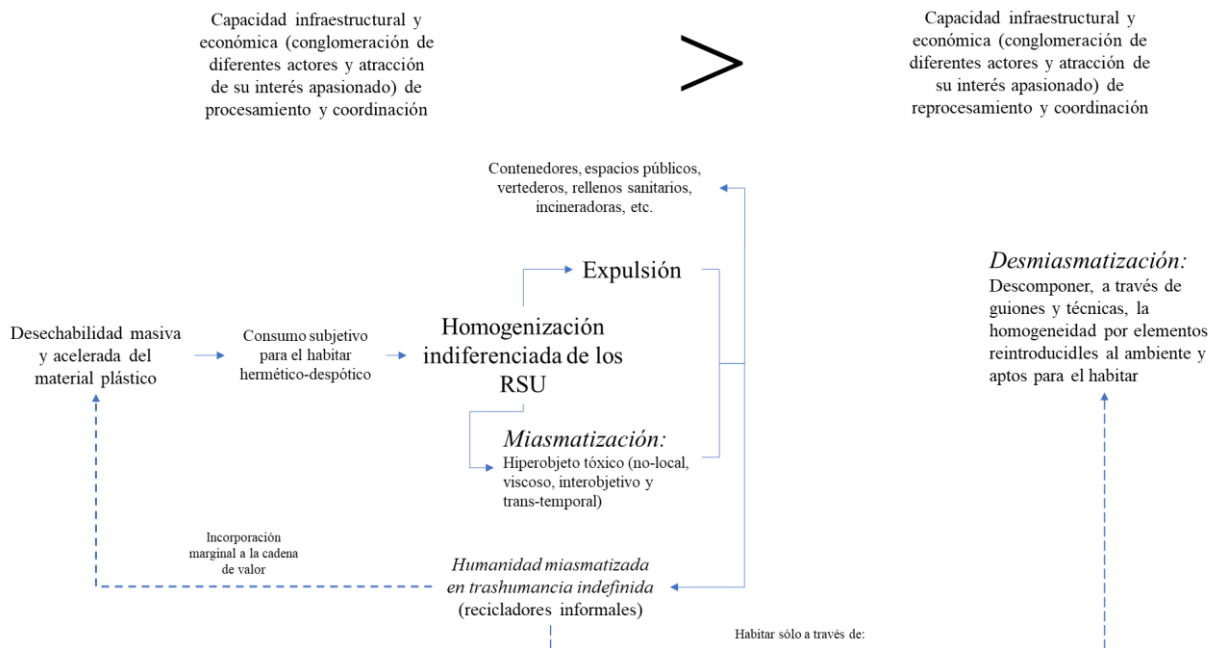 Capacidad infraestructural y
económica (conglomeración de
diferentes actores y atracción
de su interés apasionado) de
procesamiento y coordinación
>
Capacidad infraestructural y
económica (conglomeración de
diferentes actores y atracción de
su interés apasionado) de
reprocesamiento y coordinación
Contenedores, espacios públicos,
vertederos, rellenos sanitarios,
incineradoras, etc.
Expulsión
Desechabilidad masiva
y acelerada del
material plástico
Consumo subjetivo
para el habitar
hermético-despótico
Homogenización
indiferenciada de los
RSU
Miasmatización:
Hiperobjeto tóxico (no-local,
viscoso, interobjetivo y
trans-temporal)
Desmiasmatización:
Descomponer, a través de
guiones y técnicas, la
homogeneidad por elementos
reintroducidles al ambiente y
aptos para el habitar
Incorporación
marginal a la cadena
de valor
Humanidad miasmatizada
en trashumancia indefinida
(recicladores informales)
Habitar sólo a través de: